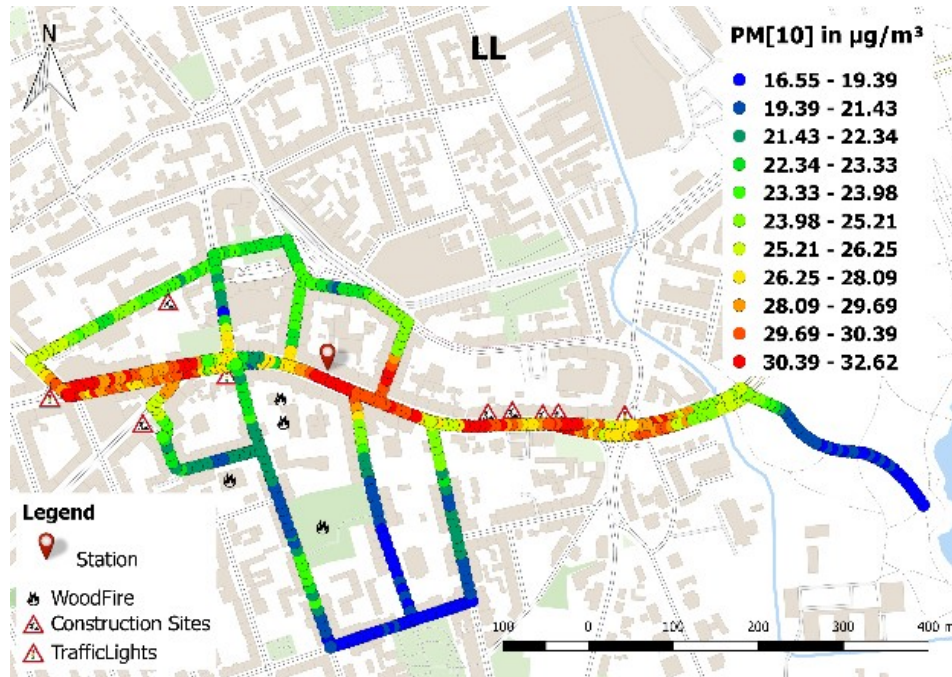 N
LL
PM[10] in µg/m³
16.55 - 19.39
19.39 - 21.43
21.43 - 22.34
22.34 - 23.33
23.33 - 23.98
23.98 - 25.21
25.21 - 26.25
26.25 - 28.09
28.09 - 29.69
29.69 - 30.39
30.39 - 32.62
Legend
Station
WoodFire
Construction Sites
TrafficLights
100 0 100 200 300 400 m